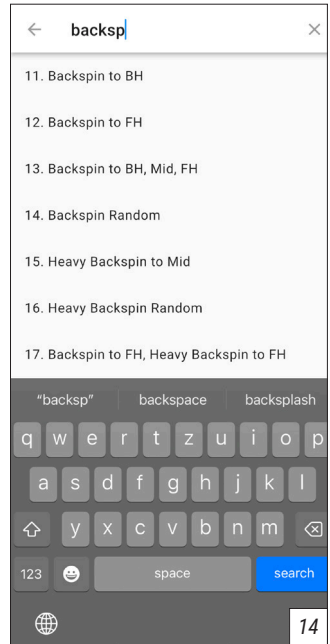 backsp
11. Backspin to BH
12. Backspin to FH
13. Backspin to BH, Mid, FH
14. Backspin Random
15. Heavy Backspin to Mid
16. Heavy Backspin Random
17. Backspin to FH, Heavy Backspin to FH
“backsp” backspace backsplash
q w e r t z u i o p
a s d f g h j k l
y x c v b n m
123 space search
14